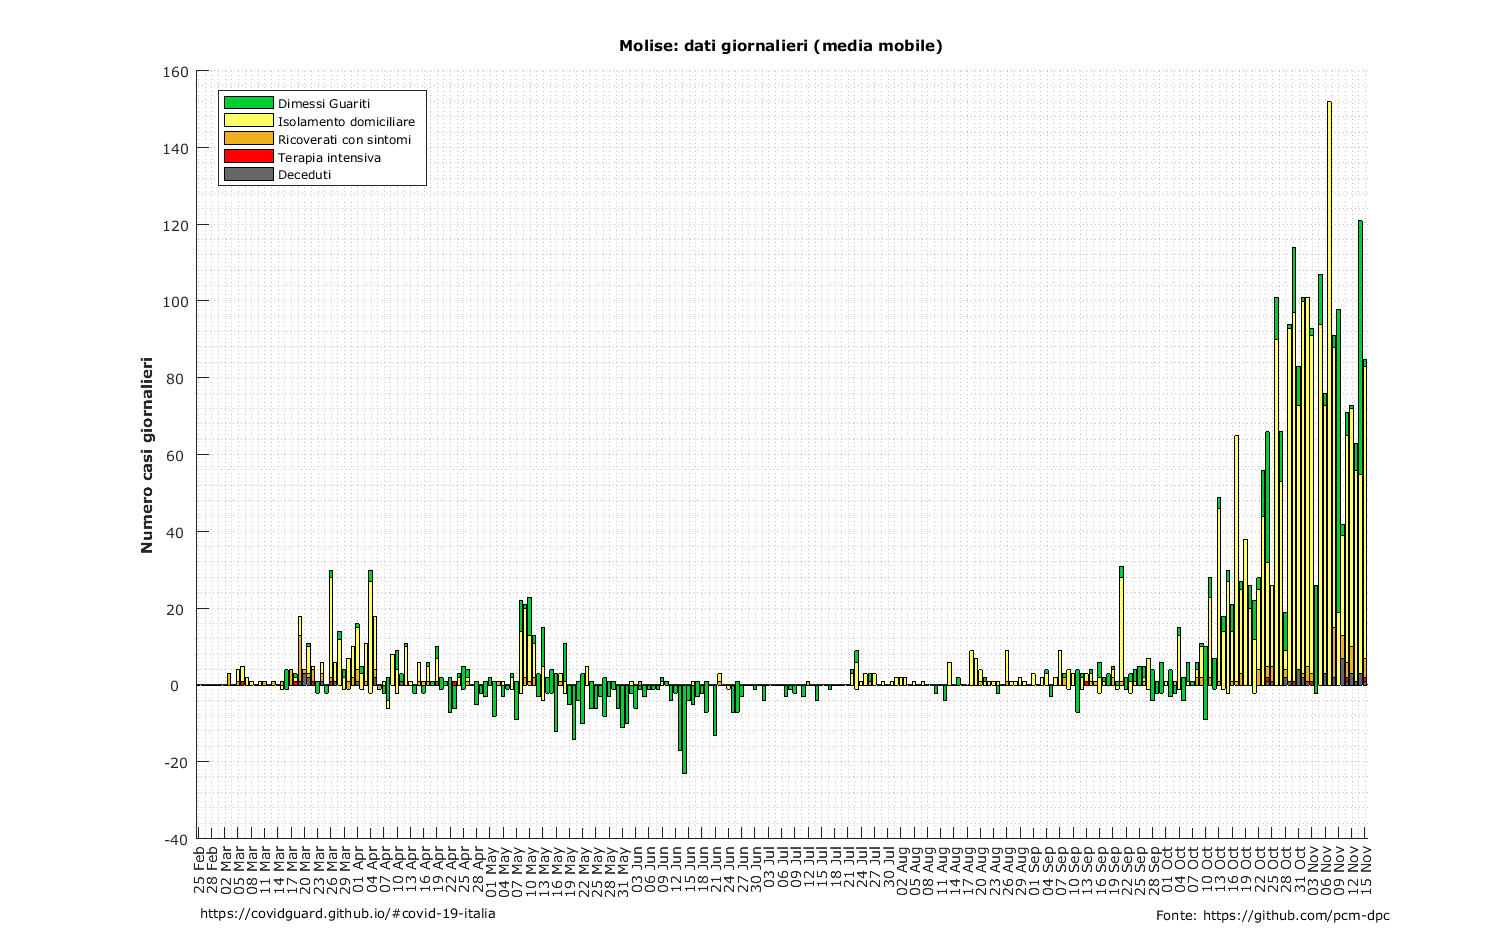 Molise: dati giornalieri (media mobile)
160
140
120
100
80
60
40
20
0
-20
-40
Numero casi giornalieri
Dimessi Guariti
Isolamento domiciliare
Ricoverati con sintomi
Terapia intensiva
Deceduti
25 Feb
28 Feb
02 Mar
05 Mar
08 Mar
11 Mar
14 Mar
17 Mar
20 Mar
23 Mar
26 Mar
29 Mar
01 Apr
04 Apr
07 Apr
10 Apr
13 Apr
16 Apr
19 Apr
22 Apr
25 Apr
28 Apr
01 May
04 May
07 May
10 May
13 May
16 May
19 May
22 May
25 May
28 May
31 May
03 Jun
06 Jun
09 Jun
12 Jun
15 Jun
18 Jun
21 Jun
24 Jun
27 Jun
30 Jun
03 Jul
06 Jul
09 Jul
12 Jul
15 Jul
18 Jul
21 Jul
24 Jul
27 Jul
30 Jul
02 Aug
05 Aug
08 Aug
11 Aug
14 Aug
17 Aug
20 Aug
23 Aug
26 Aug
29 Aug
01 Sep
04 Sep
07 Sep
10 Sep
13 Sep
16 Sep
19 Sep
22 Sep
25 Sep
28 Sep
01 Oct
04 Oct
07 Oct
10 Oct
13 Oct
16 Oct
19 Oct
22 Oct
25 Oct
28 Oct
31 Oct
03 Nov
06 Nov
09 Nov
12 Nov
15 Nov
https://covidguard.github.io/#covid-19-italia
Fonte: https://github.com/pcm-dpc